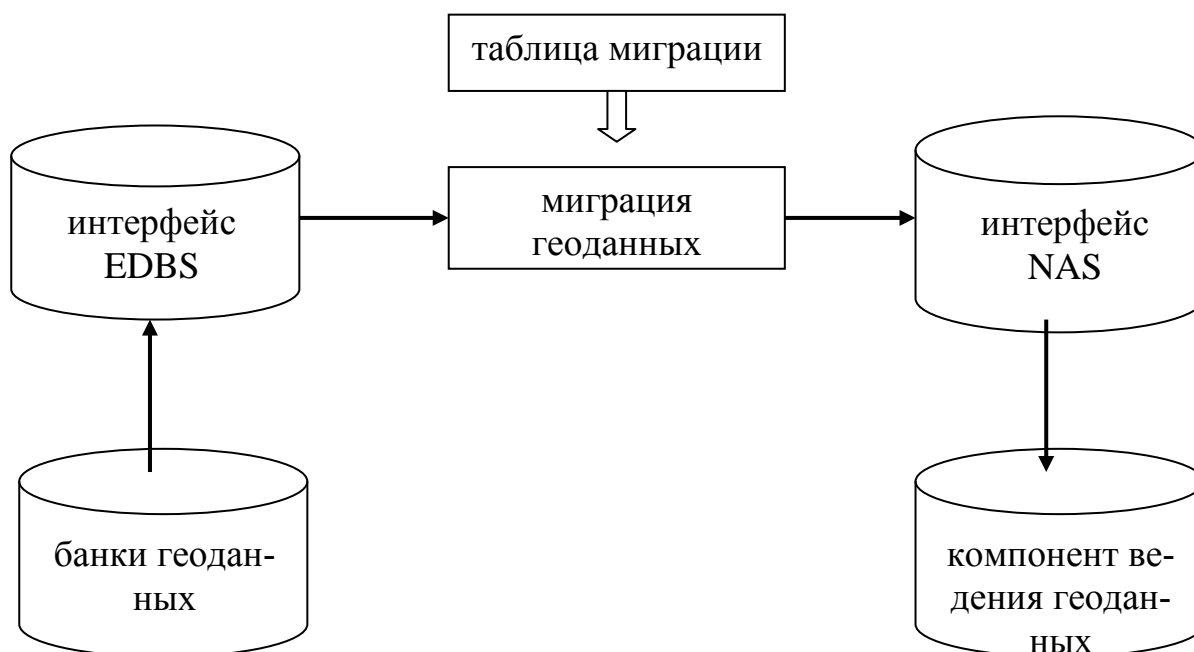 таблица миграции
интерфейс
EDBS
миграция
геоданных
интерфейс
NAS
банки геодан-
ных
компонент ве-
дения геодан-
ных